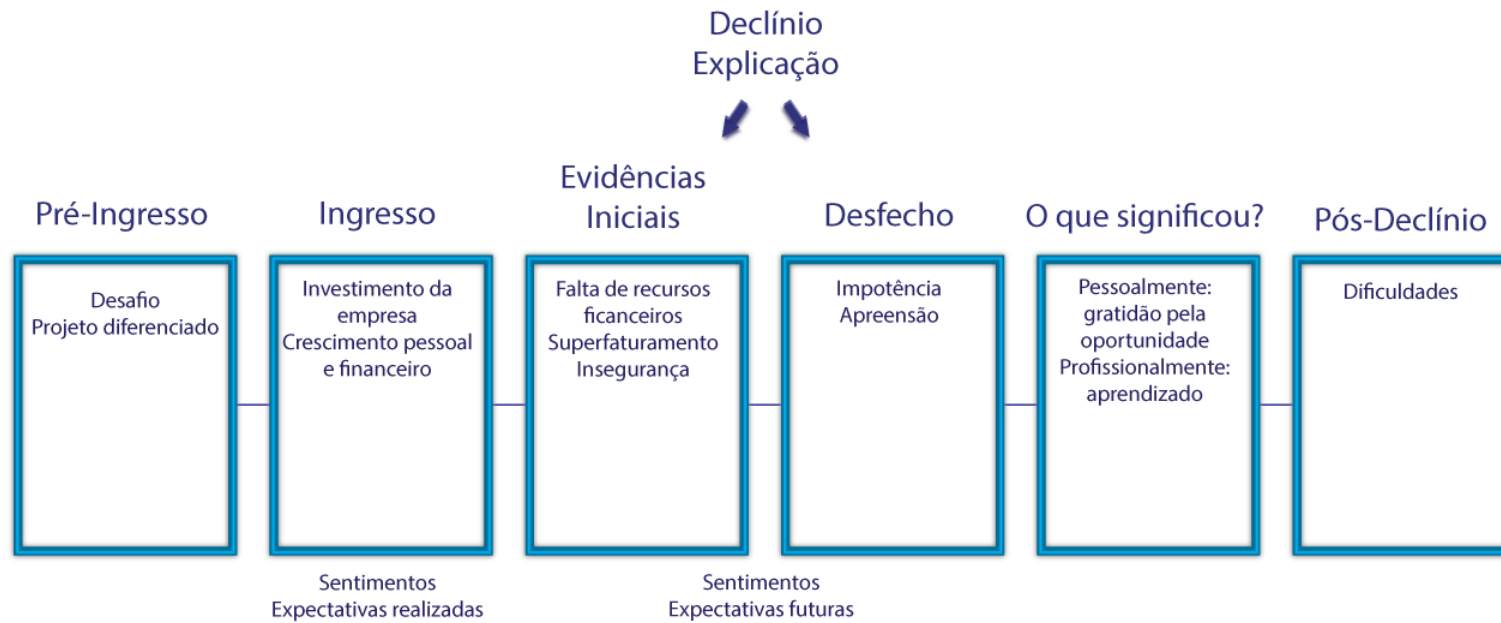 Declínio
Explicação
Pré-Ingresso
Ingresso
Evidências
Iniciais
Desfecho
O que significou?
Pós-Declínio
Desafio
Projeto diferenciado
Investimento da
empresa
Crescimento pessoal
e financeiro
Falta de recursos
ficanceiros
Superfaturamento
Insegurança
Impotência
Apreensão
Pessoalmente:
gratidão pela
oportunidade
Profissionalmente:
aprendizado
Dificuldades
Sentimentos
Expectativas realizadas
Sentimentos
Expectativas futuras